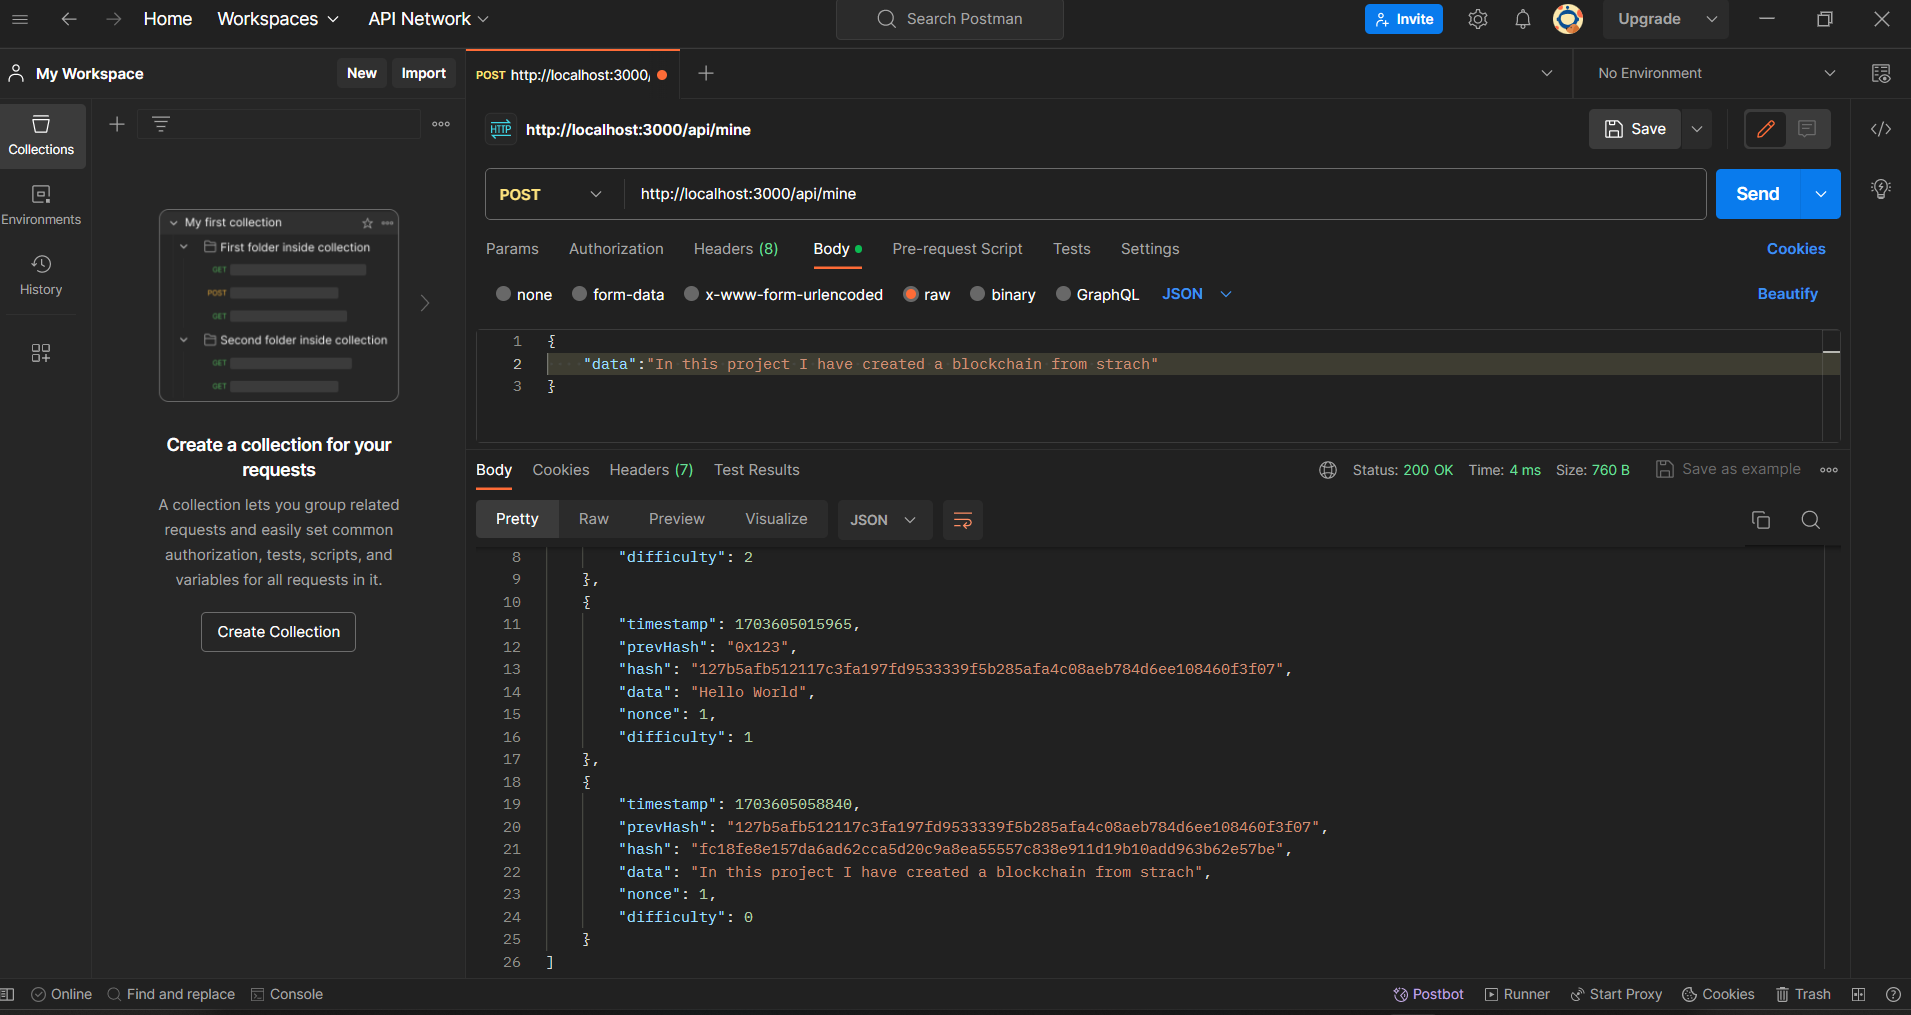 Home Workspaces API Network Search Postman Invite Upgrade
My Workspace New Import POST http://localhost:3000/ No Environment
Collections
Environments
History
My first collection
First folder inside collection
GET
POST
GET
Second folder inside collection
GET
GET
Create a collection for your
requests
A collection lets you group related
requests and easily set common
authorization, tests, scripts, and
variables for all requests in it.
Create Collection
HTTP http://localhost:3000/api/mine Save
POST http://localhost:3000/api/mine Send
Params Authorization Headers (8) Body Pre-request Script Tests Settings Cookies
none form-data x-www-form-urlencoded raw binary GraphQL JSON Beautify
1 {
2 "data":"In this project I have created a blockchain from strach"
3 }
Body Cookies Headers (7) Test Results Status: 200 OK Time: 4 ms Size: 760 B Save as example
Pretty Raw Preview Visualize JSON
8 "difficulty": 2
9 },
10 {
11 "timestamp": 1703605015965,
12 "prevHash": "0x123",
13 "hash": "127b5afb512117c3fa197fd9533339f5b285afa4c08aeb784d6ee108460f3f07",
14 "data": "Hello World",
15 "nonce": 1,
16 "difficulty": 1
17 },
18 {
19 "timestamp": 1703605058840,
20 "prevHash": "127b5afb512117c3fa197fd9533339f5b285afa4c08aeb784d6ee108460f3f07",
21 "hash": "fc18fe8e157da6ad62cca5d20c9a8ea55557c838e911d19b10add963b62e57be",
22 "data": "In this project I have created a blockchain from strach",
23 "nonce": 1,
24 "difficulty": 0
25 }
26 ]
Online Find and replace Console Postbot Runner Start Proxy Cookies Trash